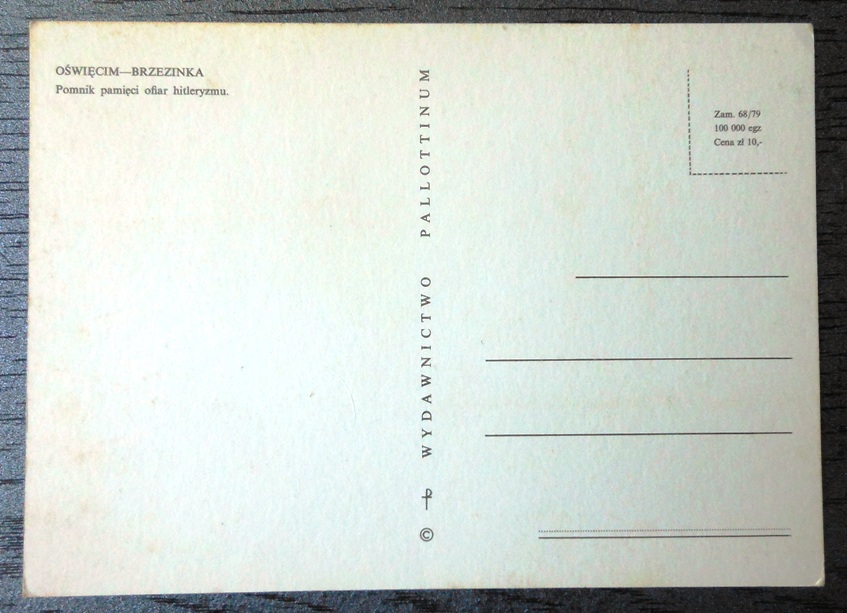 OŚWIĘCIM—BRZEZINKA
Pomnik pamięci ofiar hitleryzmu.
© WYDAWNICTWO PALLOTTINUM
Zam. 68/79
100 000 egz
Cena zł 10,-